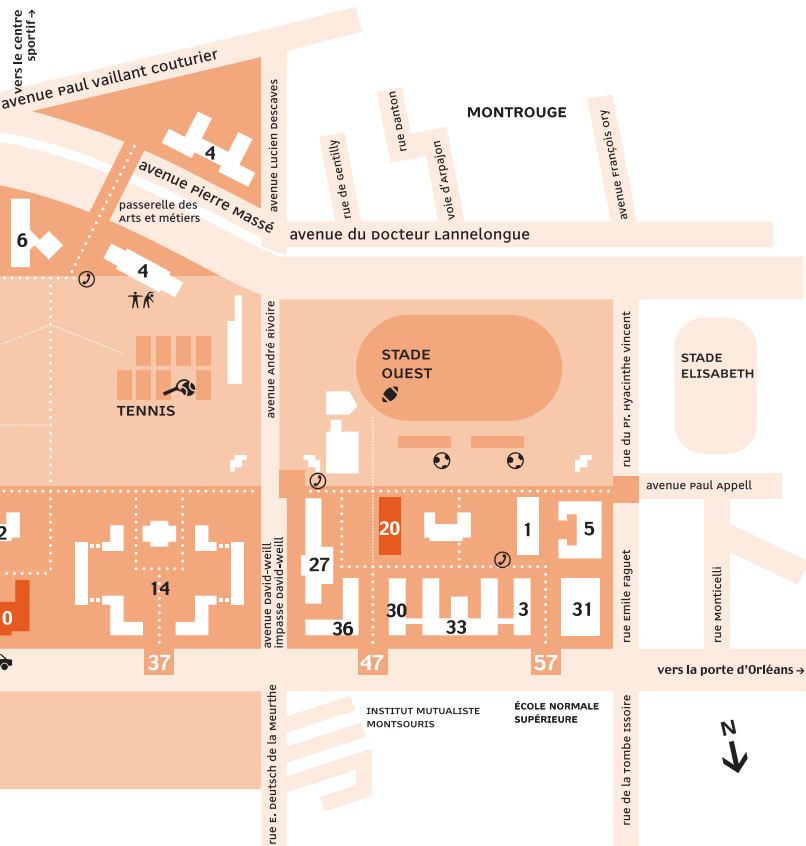 vers le centre
sportif →
avenue Paul vaillant couturier
avenue Lucien Descaves
4
avenue Pierre Massé
passerelle des
Arts et métiers
6
4
MONTROUGE
rue de Gentilly
rue Danton
voie d'Arpajon
avenue François Ory
avenue du Docteur Lannelongue
avenue André Rivoire
TENNIS
STADE
OUEST
rue du Pr. Hyacinthe Vincent
STADE
ELISABETH
avenue Paul Appell
2
0
14
avenue David-Weill
impasse David-Weill
27
20
1
5
36
30
33
3
31
rue Emile Faguet
rue Monticelli
37
47
57
vers la porte d'Orléans →
rue E. Deutsch de la Meurthe
INSTITUT MUTUALISTE
MONTSOURIS
ÉCOLE NORMALE
SUPÉRIEURE
rue de la Tombe Issoire
N